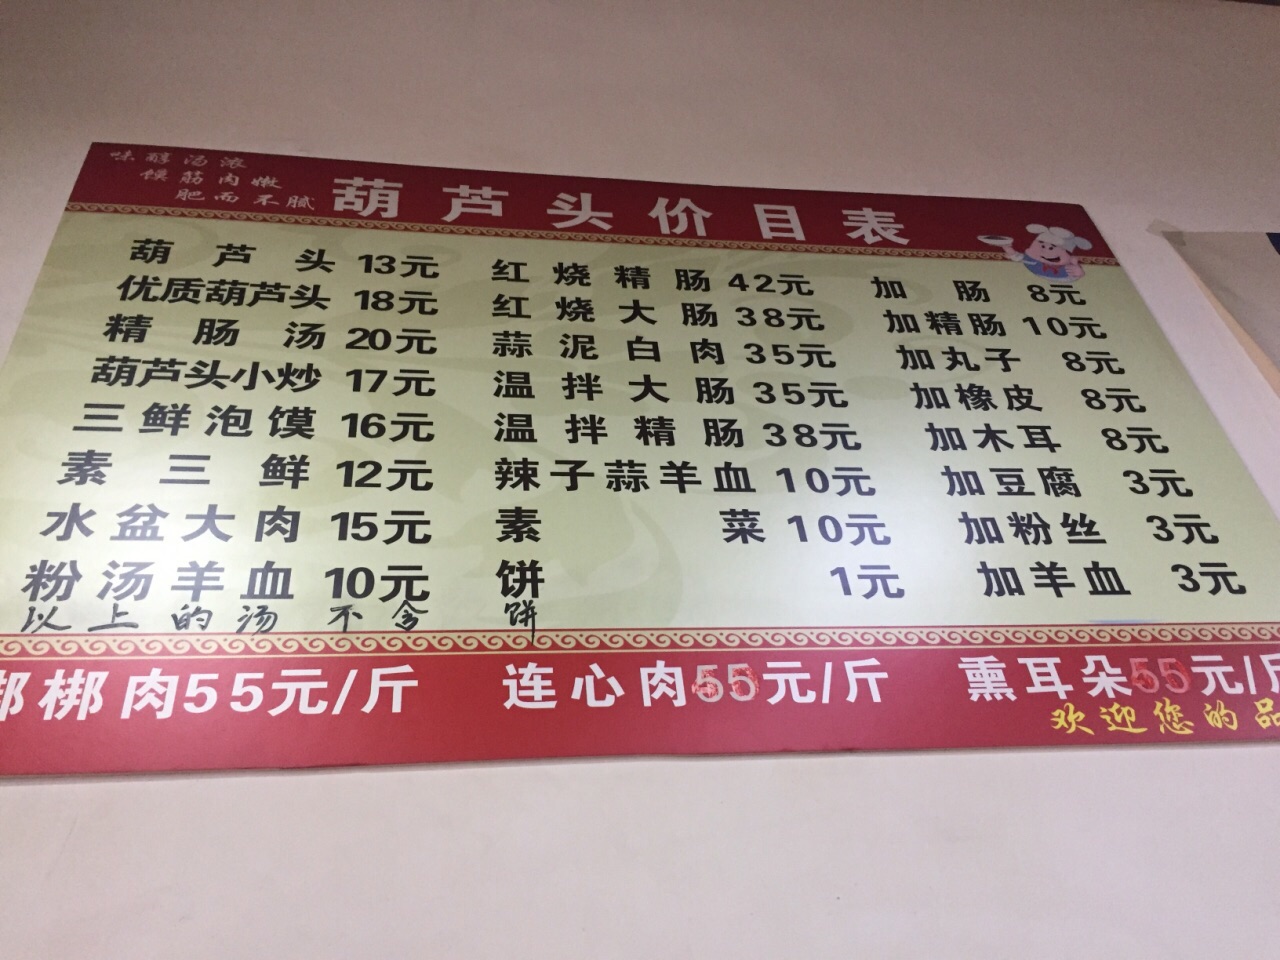 味醇汤浓
馍筋肉嫩
肥而不腻
葫芦头价目表
葫芦头 13元
优质葫芦头 18元
精肠汤 20元
葫芦头小炒 17元
三鲜泡馍 16元
素三鲜 12元
水盆大肉 15元
粉汤羊血 10元
以上的汤不含饼
红烧精肠 42元
红烧大肠 38元
蒜泥白肉 35元
温拌大肠 35元
温拌精肠 38元
辣子蒜羊血 10元
素菜 10元
饼 1元
加肠 8元
加精肠 10元
加丸子 8元
加橡皮 8元
加木耳 8元
加豆腐 3元
加粉丝 3元
加羊血 3元
梆梆肉55元/斤
连心肉55元/斤
熏耳朵55元/斤
欢迎您的品